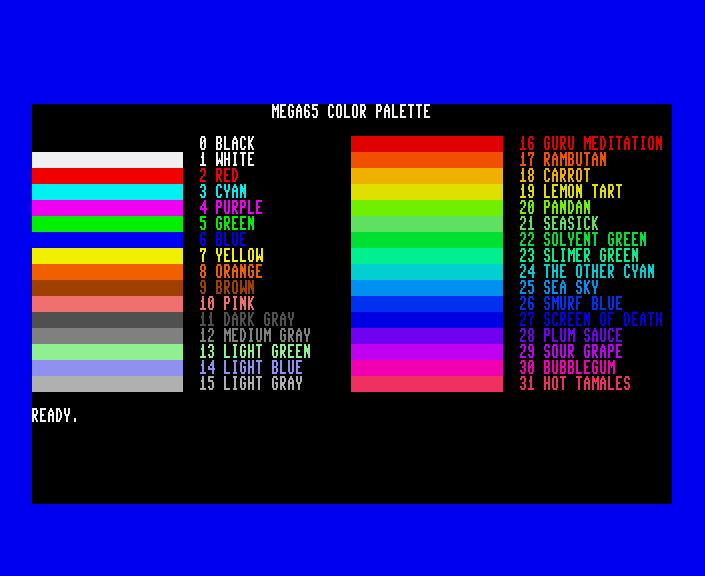 MEGA65 COLOR PALETTE
0 BLACK 16 GURU MEDITATION
1 WHITE 17 RAMBUTAN
2 RED 18 CARROT
3 CYAN 19 LEMON TART
4 PURPLE 20 PANDAN
5 GREEN 21 SEASICK
6 BLUE 22 SOLVENT GREEN
7 YELLOW 23 SLIMER GREEN
8 ORANGE 24 THE OTHER CYAN
9 BROWN 25 SEA SKY
10 PINK 26 SMURF BLUE
11 DARK GRAY 27 SCREEN OF DEATH
12 MEDIUM GRAY 28 PLUM SAUCE
13 LIGHT GREEN 29 SOUR GRAPE
14 LIGHT BLUE 30 BUBBLEGUM
15 LIGHT GRAY 31 HOT TAMALES
READY.